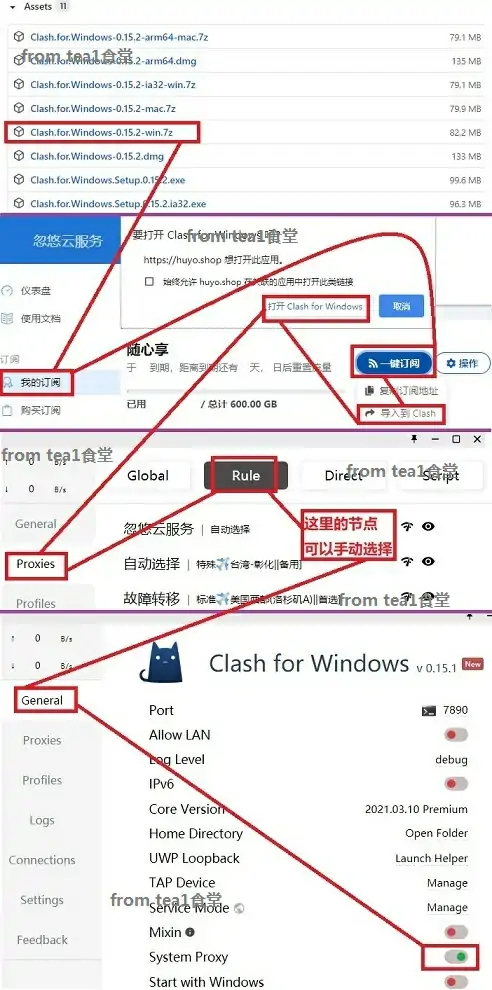 Assets 11
Clash.for.Windows-0.15.2-arm64-mac.7z 79.1 MB
from tea1食堂
Clash.for.Windows-0.15.2-arm64.dmg 135 MB
Clash.for.Windows-0.15.2-ia32-win.7z 79.1 MB
Clash.for.Windows-0.15.2-mac.7z 79.9 MB
Clash.for.Windows-0.15.2-win.7z 82.2 MB
Clash.for.Windows-0.15.2.dmg 133 MB
Clash.for.Windows.Setup.0.15.2.exe 99.6 MB
Clash.for.Windows.Setup.0.15.2.ia32.exe 96.3 MB
忽悠云服务
要打开 Clash for Windows 吗?
from tea1食堂
https://huyo.shop 想打开此应用。
始终允许 huyo.shop 在关联的应用中打开此类链接
打开 Clash for Windows 取消
仪表盘
使用文档
订阅
我的订阅
购买订阅
随心享
于 到期, 距离到期还有 天, 日后重置流量
已用 / 总计 600.00 GB
一键订阅 操作
复制订阅地址
导入到 Clash
from tea1食堂
↑ 0 B/s
↓ 0 B/s
Global Rule Direct Script
from tea1食堂
General
Proxies
Profiles
忽悠云服务 | 自动选择
自动选择 | 特殊✈️台湾-彰化||备用]
故障转移 | 标准✈️美国西部(洛杉矶A)||首选]
这里的节点
可以手动选择
from tea1食堂
↑ 0 B/s
↓ 0 B/s
General
Proxies
Profiles
Logs
Connections
Settings
Feedback
Clash for Windows v 0.15.1 New
Port 7890
Allow LAN
Log Level debug
IPv6
Core Version 2021.03.10 Premium
Home Directory Open Folder
UWP Loopback Launch Helper
TAP Device Manage
from tea1食堂
Service Mode Manage
Mixin
System Proxy
Start with Windows